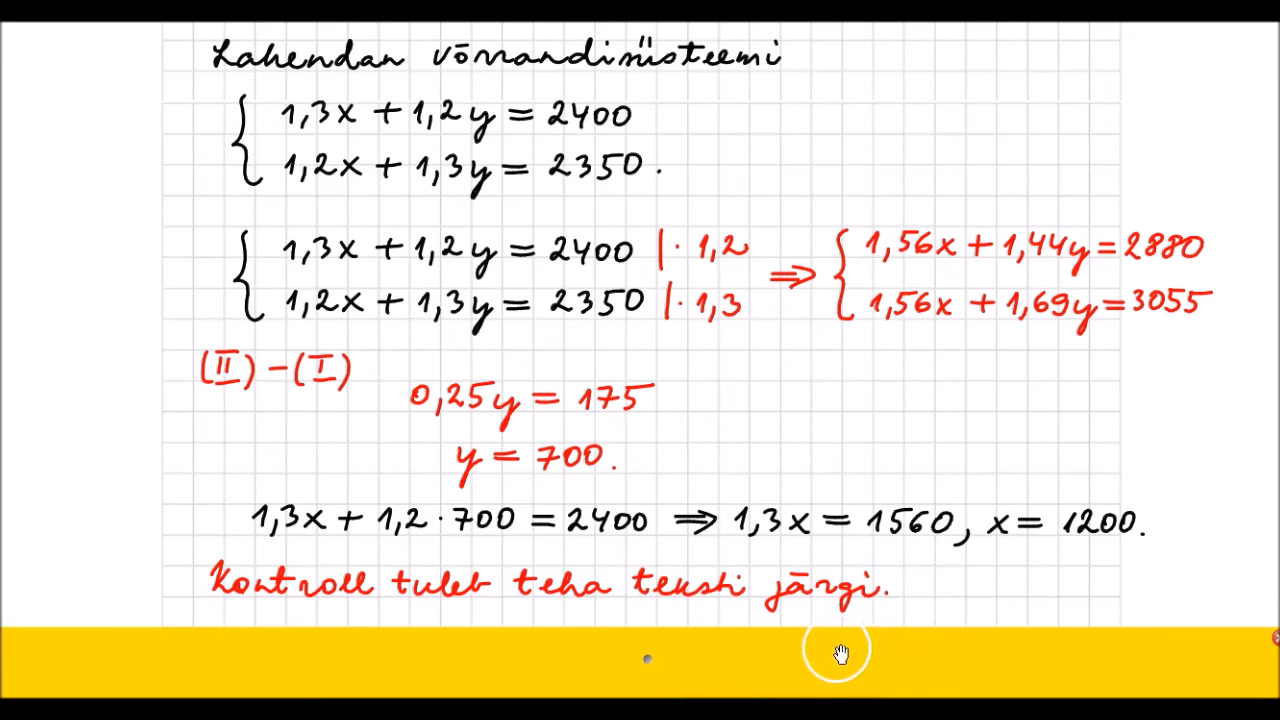 Lahendan võrrandisüsteemi
1,3x + 1,2y = 2400
1,2x + 1,3y = 2350.
1,3x + 1,2y = 2400 | · 1,2 ⇒ 1,56x + 1,44y = 2880
1,2x + 1,3y = 2350 | · 1,3 1,56x + 1,69y = 3055
(II) - (I)
0,25y = 175
y = 700.
1,3x + 1,2 · 700 = 2400 ⇒ 1,3x = 1560, x = 1200.
Kontroll tuleb teha teksti järgi.